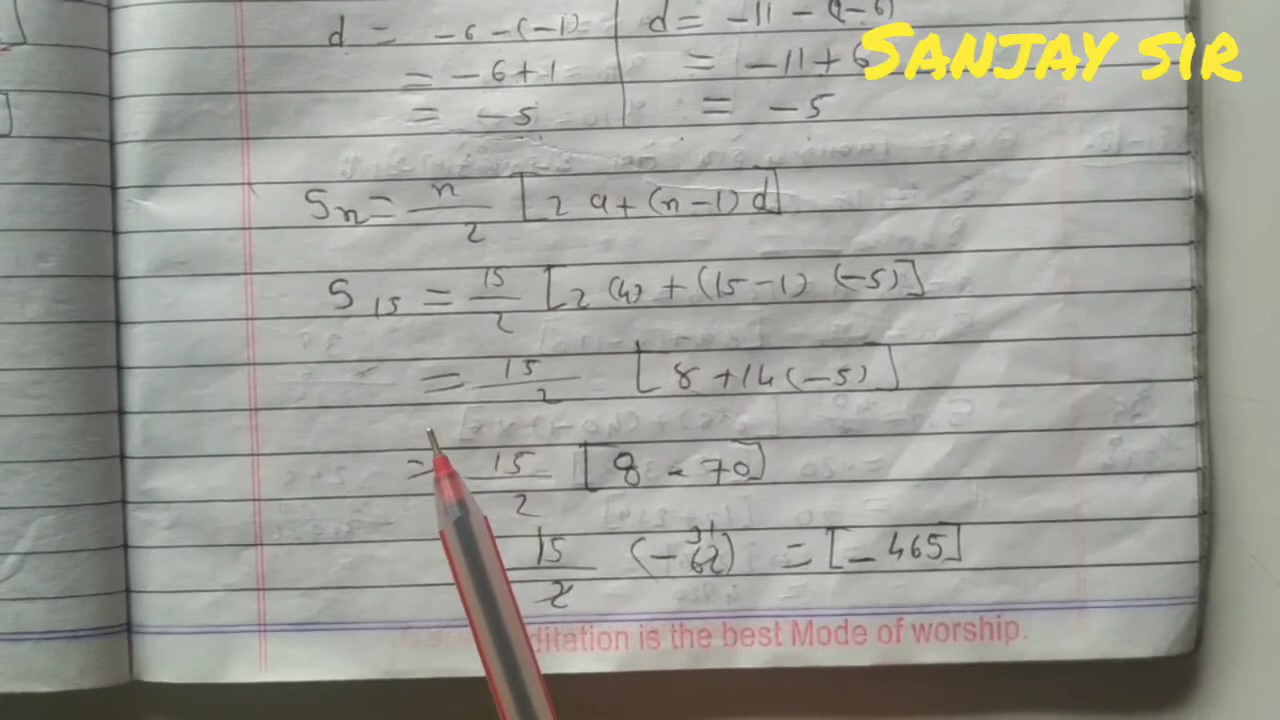 d = -6-(-1) d = -11-(-6)
SANJAY SIR
= -6+1 = -11+6
= -5 = -5
Sn = n/2 [2a+(n-1)d]
S15 = 15/2 [2(4)+(15-1)(-5)]
= 15/2 [8+14(-5)]
= 15/2 [8-70]
15/2 (-62) 31 = [-465]
ditation is the best Mode of worship.